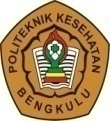 POLITEKNIK KESEHATAN
BENGKULU